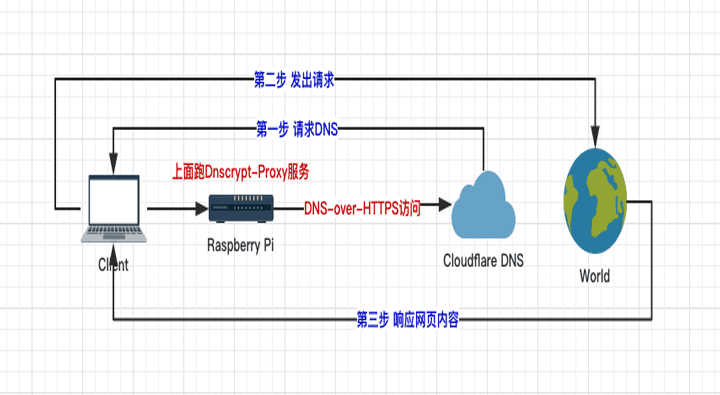 第二步 发出请求
第一步 请求DNS
上面跑Dnscrypt-Proxy服务
DNS-over-HTTPS访问
Client
Raspberry Pi
Cloudflare DNS
World
第三步 响应网页内容